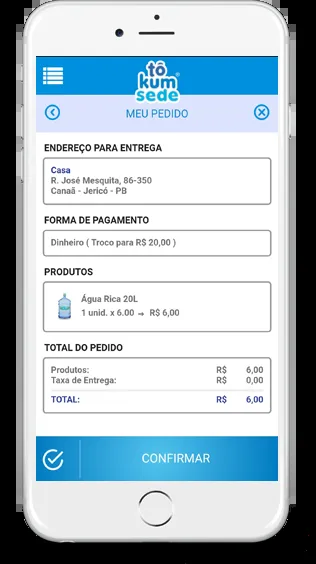 tô
kum
sede
MEU PEDIDO
ENDEREÇO PARA ENTREGA
Casa
R. José Mesquita, 86-350
Canaã - Jericó - PB
FORMA DE PAGAMENTO
Dinheiro ( Troco para R$ 20,00 )
PRODUTOS
Água Rica 20L
1 unid. x 6.00 ⇒ R$ 6,00
TOTAL DO PEDIDO
Produtos: R$ 6,00
Taxa de Entrega: R$ 0,00
TOTAL: R$ 6,00
CONFIRMAR